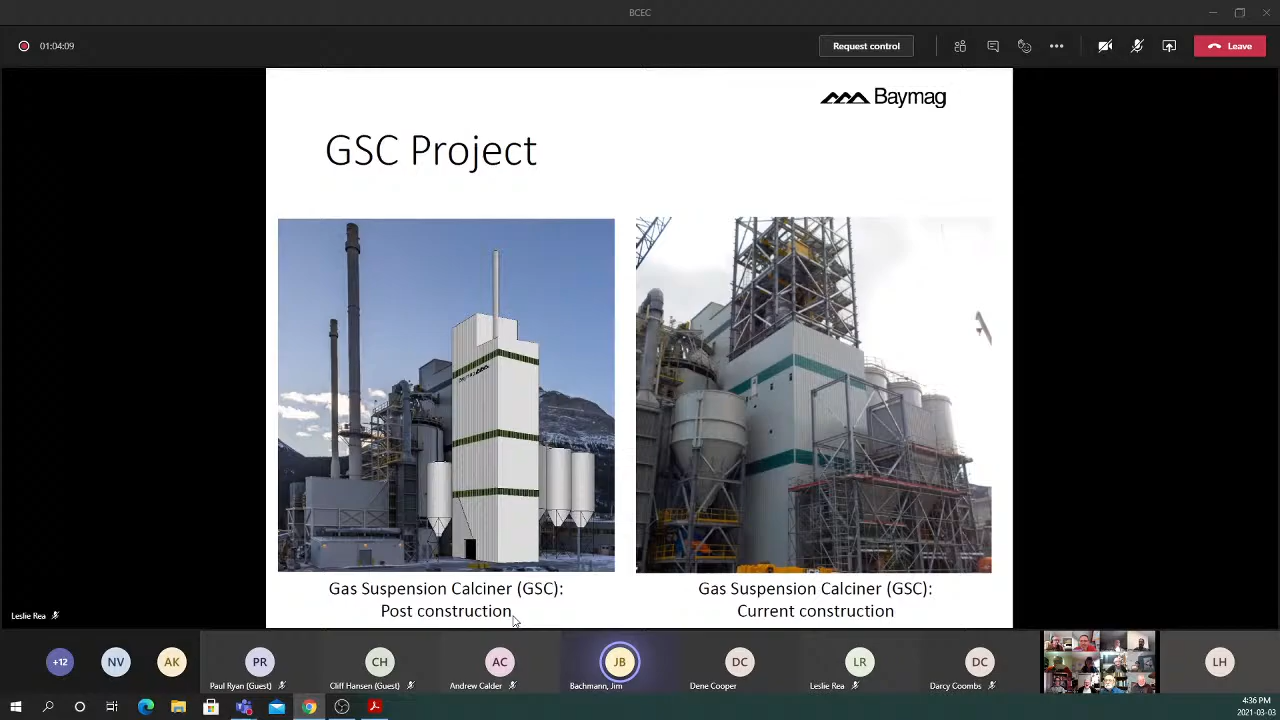 BCEC
01:04:09
Request control
Leave
Baymag
GSC Project
Gas Suspension Calciner (GSC):
Post construction
Gas Suspension Calciner (GSC):
Current construction
Leslie Rea
+12
NV
AK
PR
CH
AC
JB
DC
LR
DC
LH
Paul Ryan (Guest)
Cliff Hansen (Guest)
Andrew Calder
Bachmann, Jim
Dene Cooper
Leslie Rea
Darcy Coombs
4:36 PM
2021-03-03